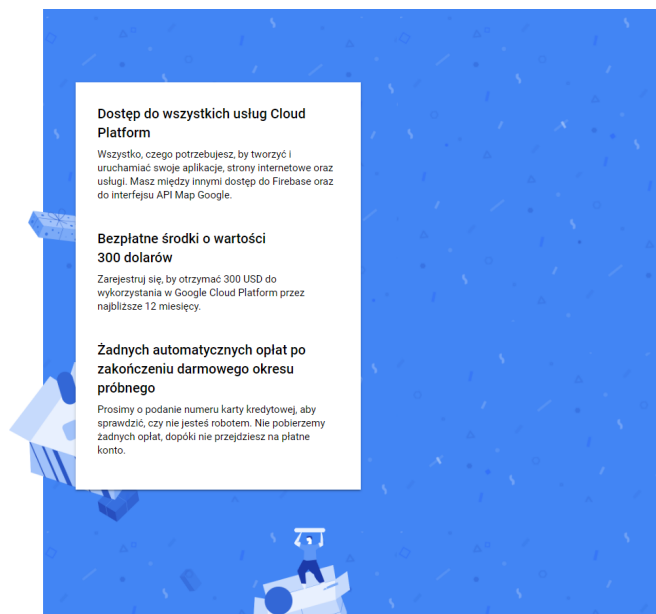 Dostęp do wszystkich usług Cloud
Platform
Wszystko, czego potrzebujesz, by tworzyć i
uruchamiać swoje aplikacje, strony internetowe oraz
usługi. Masz między innymi dostęp do Firebase oraz
do interfejsu API Map Google.
Bezpłatne środki o wartości
300 dolarów
Zarejestruj się, by otrzymać 300 USD do
wykorzystania w Google Cloud Platform przez
najbliższe 12 miesięcy.
Żadnych automatycznych opłat po
zakończeniu darmowego okresu
próbnego
Prosimy o podanie numeru karty kredytowej, aby
sprawdzić, czy nie jesteś robotem. Nie pobierzemy
żadnych opłat, dopóki nie przejdziesz na płatne
konto.